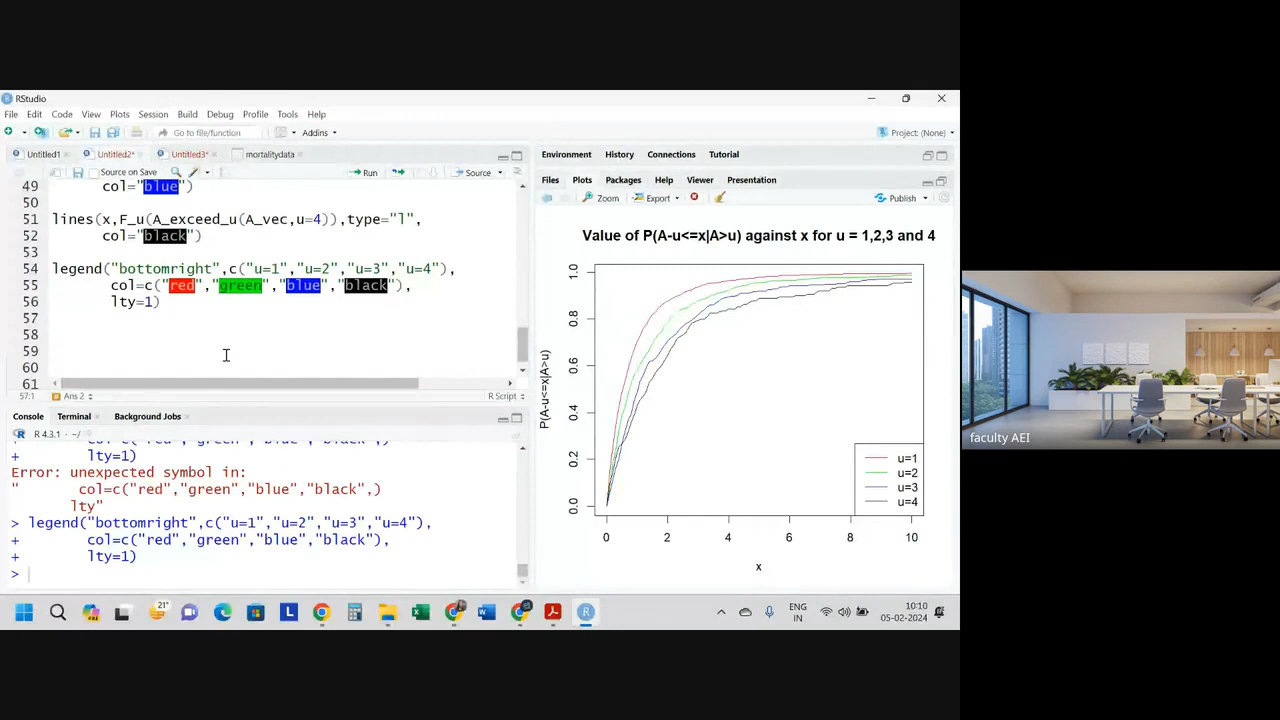 RStudio
File Edit Code View Plots Session Build Debug Profile Tools Help
Go to file/function
Addins
Project: (None)
Untitled1
Untitled2*
Untitled3*
mortalitydata
Source on Save
Run
Source
49 col="blue")
50
51 lines(x,F_u(A_exceed_u(A_vec,u=4)),type="l",
52 col="black")
53
54 legend("bottomright",c("u=1","u=2","u=3","u=4"),
55 col=c("red","green","blue","black"),
56 lty=1)
57
58
59
60
61
57:1
Ans 2
R Script
Console Terminal Background Jobs
R 4.3.1 · ~/
+ col=c("red","green","blue","black",)
+ lty=1)
Error: unexpected symbol in:
" col=c("red","green","blue","black",)
lty"
> legend("bottomright",c("u=1","u=2","u=3","u=4"),
+ col=c("red","green","blue","black"),
+ lty=1)
>
Environment History Connections Tutorial
Files Plots Packages Help Viewer Presentation
Zoom Export
Publish
Value of P(A-u<=x|A>u) against x for u = 1,2,3 and 4
P(A-u<=x|A>u)
1.0
0.8
0.6
0.4
0.2
0.0
u=1
u=2
u=3
u=4
0 2 4 6 8 10
x
21°
ENG
IN
10:10
05-02-2024
faculty AEI